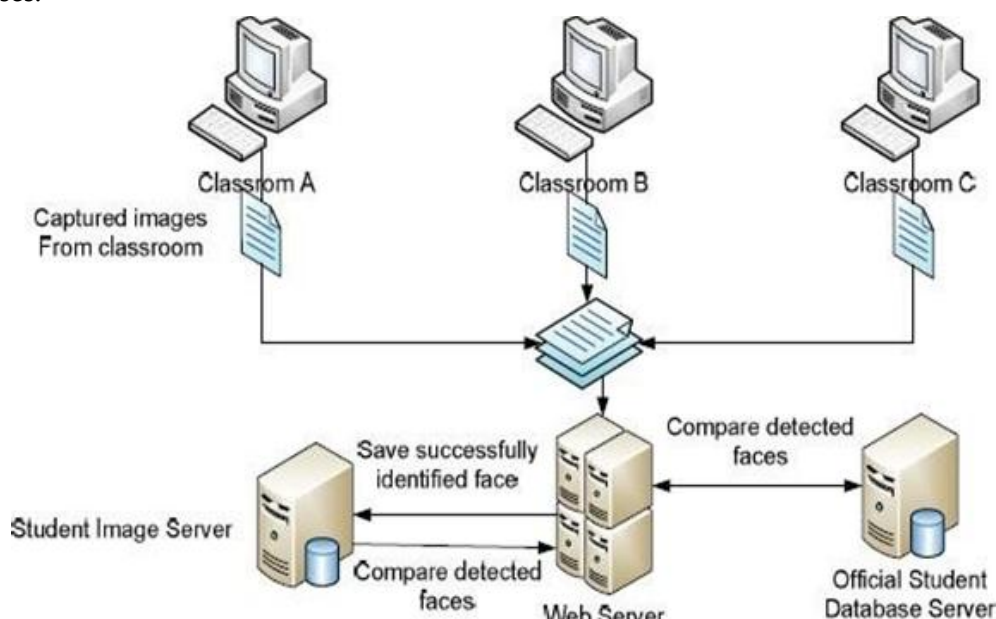 Classrom A
Classroom B
Classroom C
Captured images
From classroom
Compare detected
faces
Save successfully
identified face
Student Image Server
Compare detected
faces
Web Server
Official Student
Database Server